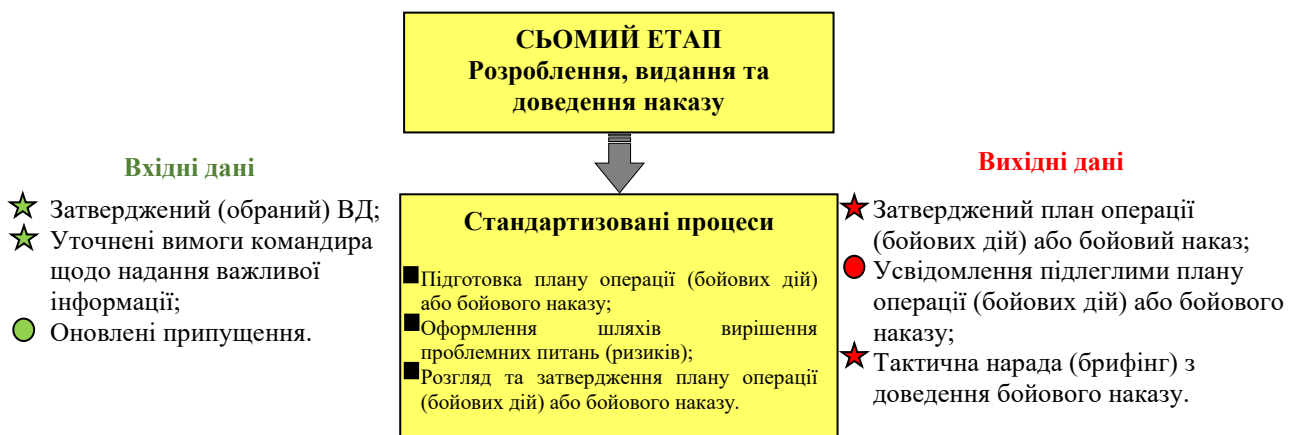 СЬОМИЙ ЕТАП
Розроблення, видання та
доведення наказу
Вхідні дані
Затверджений (обраний) ВД;
Уточнені вимоги командира
щодо надання важливої
інформації;
Оновлені припущення.
Стандартизовані процеси
Підготовка плану операції (бойових дій)
або бойового наказу;
Оформлення шляхів вирішення
проблемних питань (ризиків);
Розгляд та затвердження плану операції
(бойових дій) або бойового наказу.
Вихідні дані
Затверджений план операції
(бойових дій) або бойовий наказ;
Усвідомлення підлеглими плану
операції (бойових дій) або бойового
наказу;
Тактична нарада (брифінг) з
доведення бойового наказу.